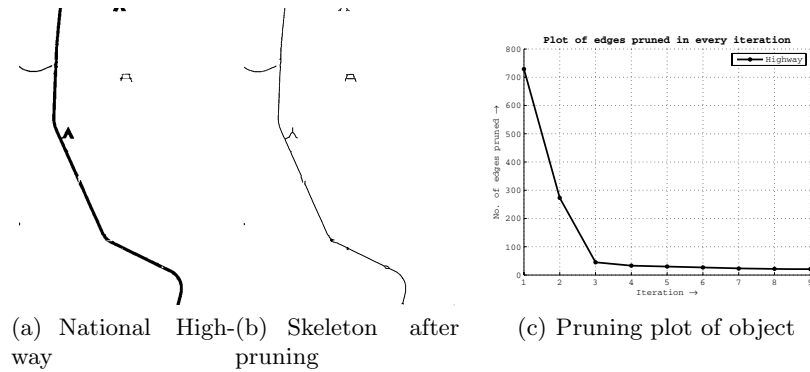 Plot of edges pruned in every iteration
Highway
No. of edges pruned →
800
700
600
500
400
300
200
100
0
1 2 3 4 5 6 7 8 9
Iteration →
(a) National High-
way
(b) Skeleton after
pruning
(c) Pruning plot of object